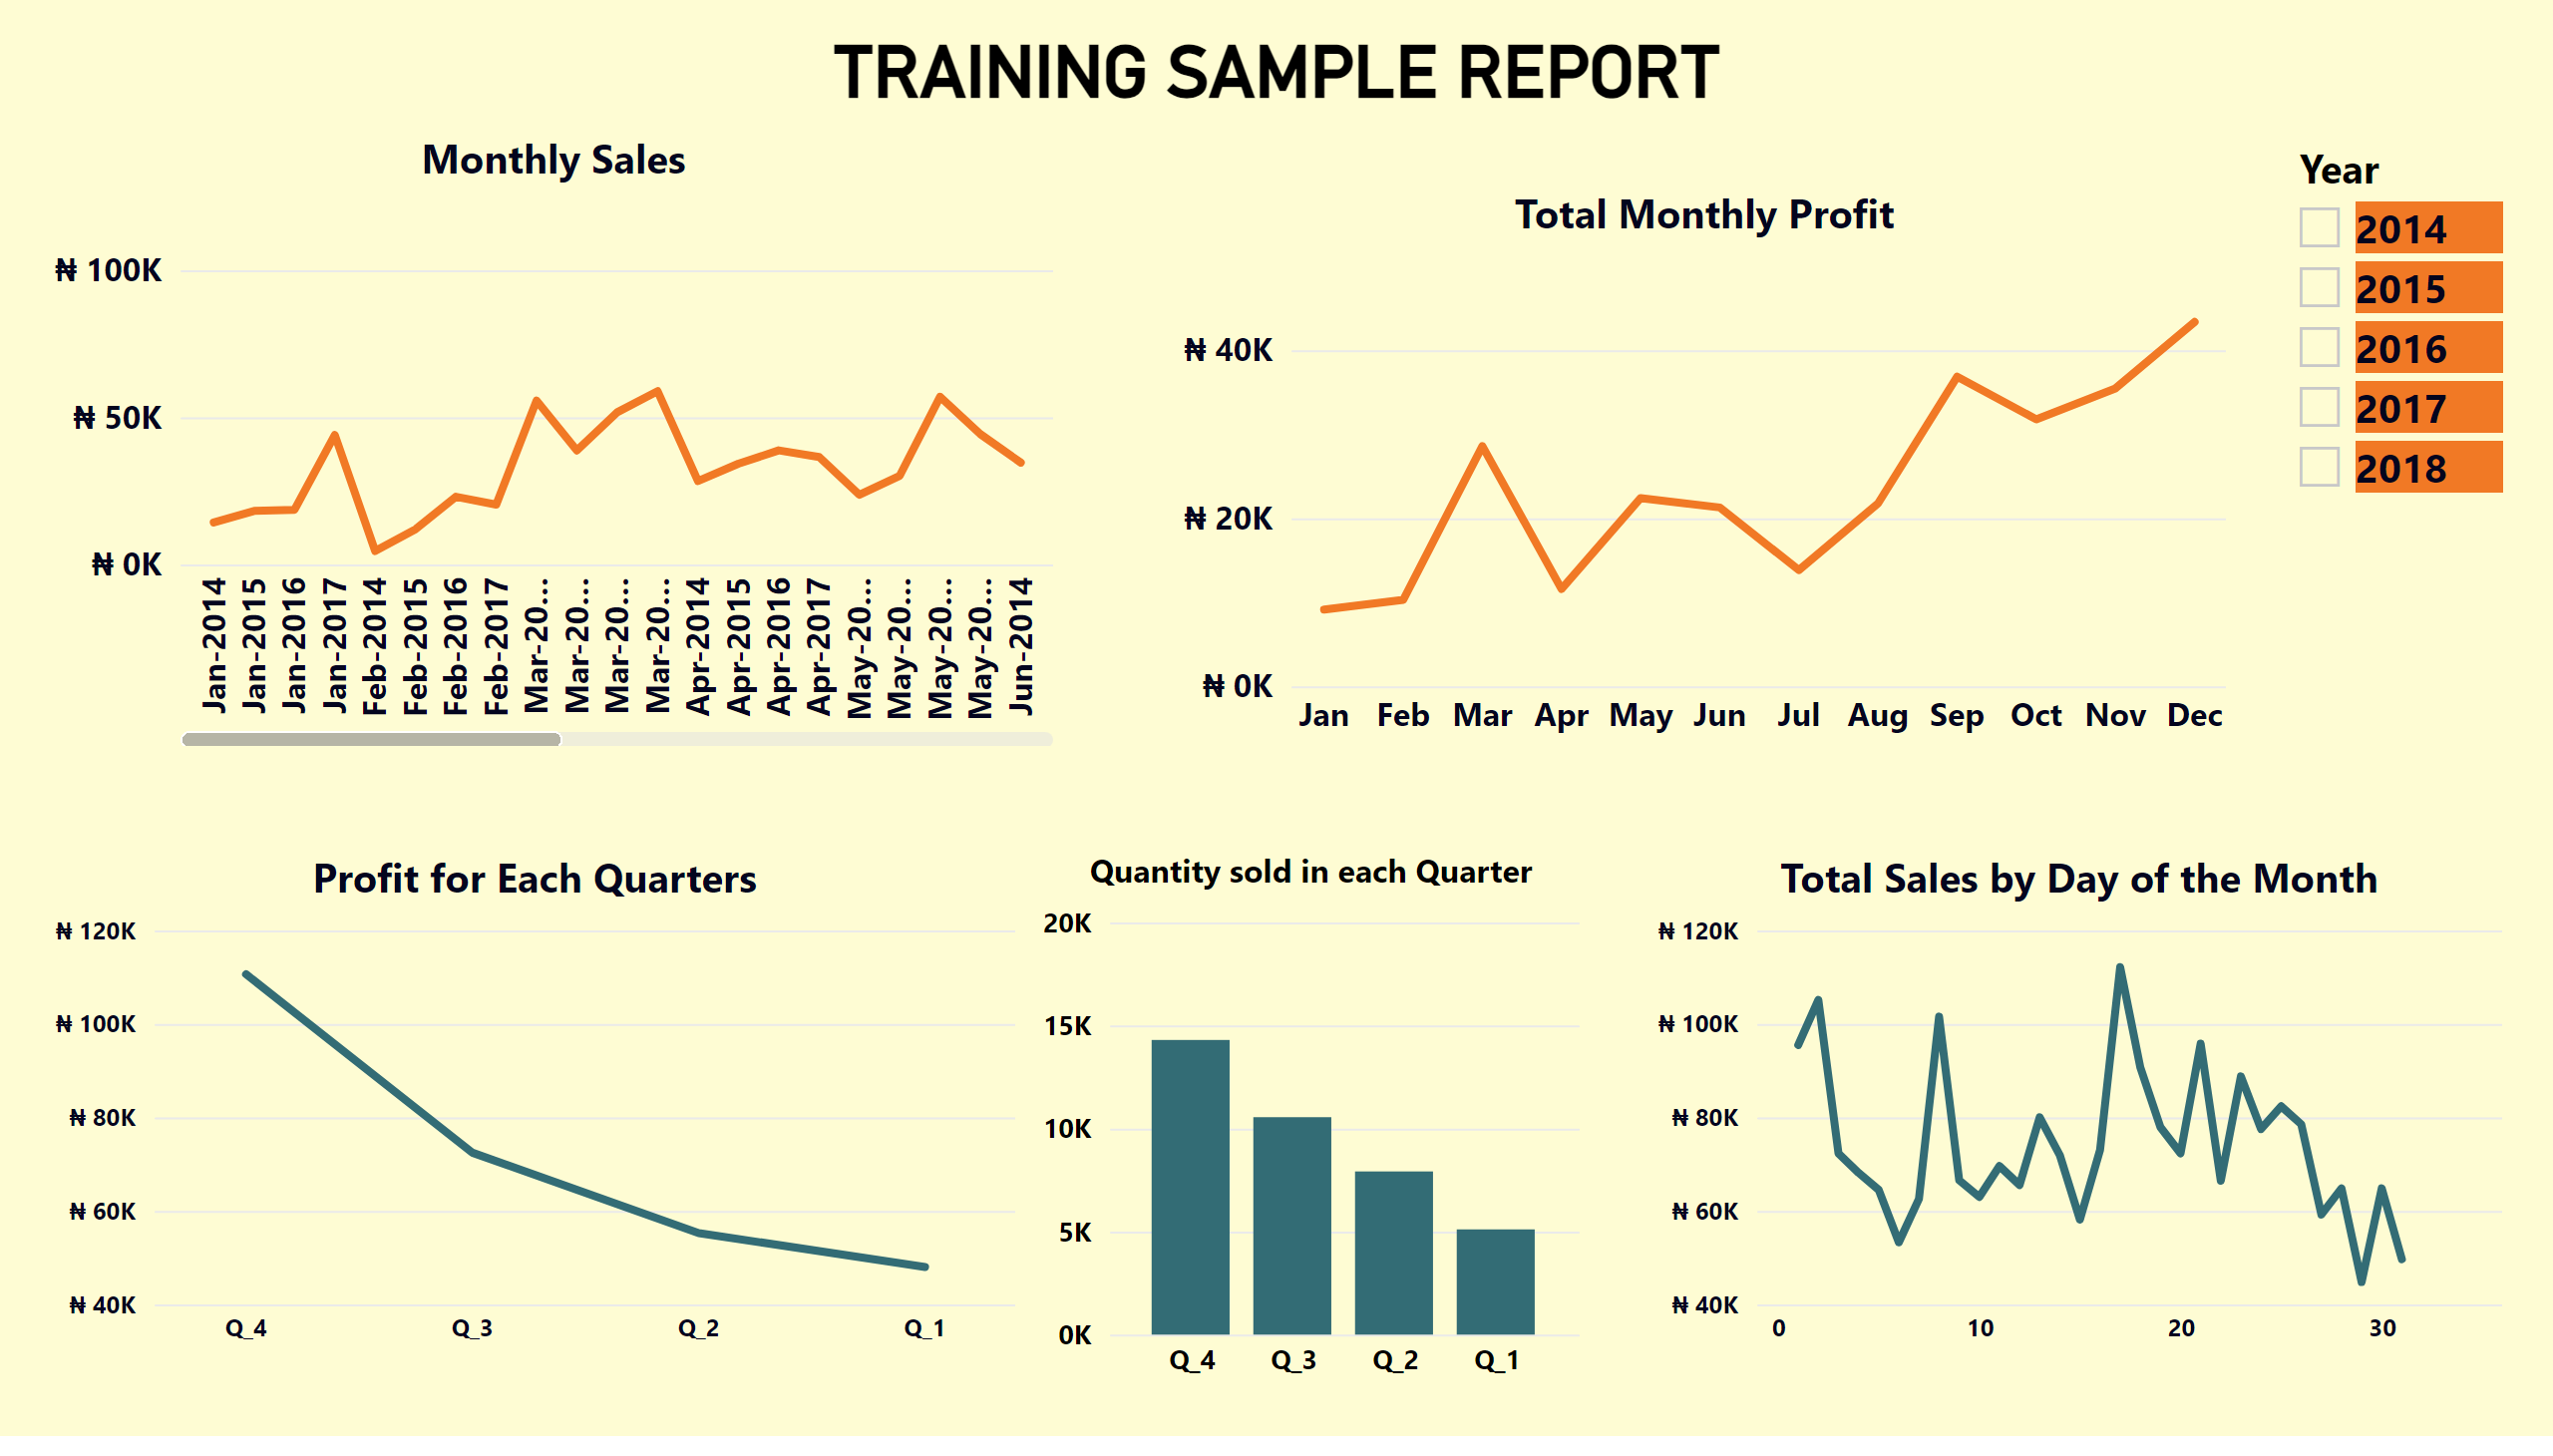 TRAINING SAMPLE REPORT
Monthly Sales
₦ 100K
₦ 50K
₦ 0K
Jan-2014
Jan-2015
Jan-2016
Jan-2017
Feb-2014
Feb-2015
Feb-2016
Feb-2017
Mar-20...
Mar-20...
Mar-20...
Mar-20...
Apr-2014
Apr-2015
Apr-2016
Apr-2017
May-20...
May-20...
May-20...
May-20...
Jun-2014
Total Monthly Profit
₦ 40K
₦ 20K
₦ 0K
Jan Feb Mar Apr May Jun Jul Aug Sep Oct Nov Dec
Year
2014
2015
2016
2017
2018
Profit for Each Quarters
₦ 120K
₦ 100K
₦ 80K
₦ 60K
₦ 40K
Q_4 Q_3 Q_2 Q_1
Quantity sold in each Quarter
20K
15K
10K
5K
0K
Q_4 Q_3 Q_2 Q_1
Total Sales by Day of the Month
₦ 120K
₦ 100K
₦ 80K
₦ 60K
₦ 40K
0 10 20 30